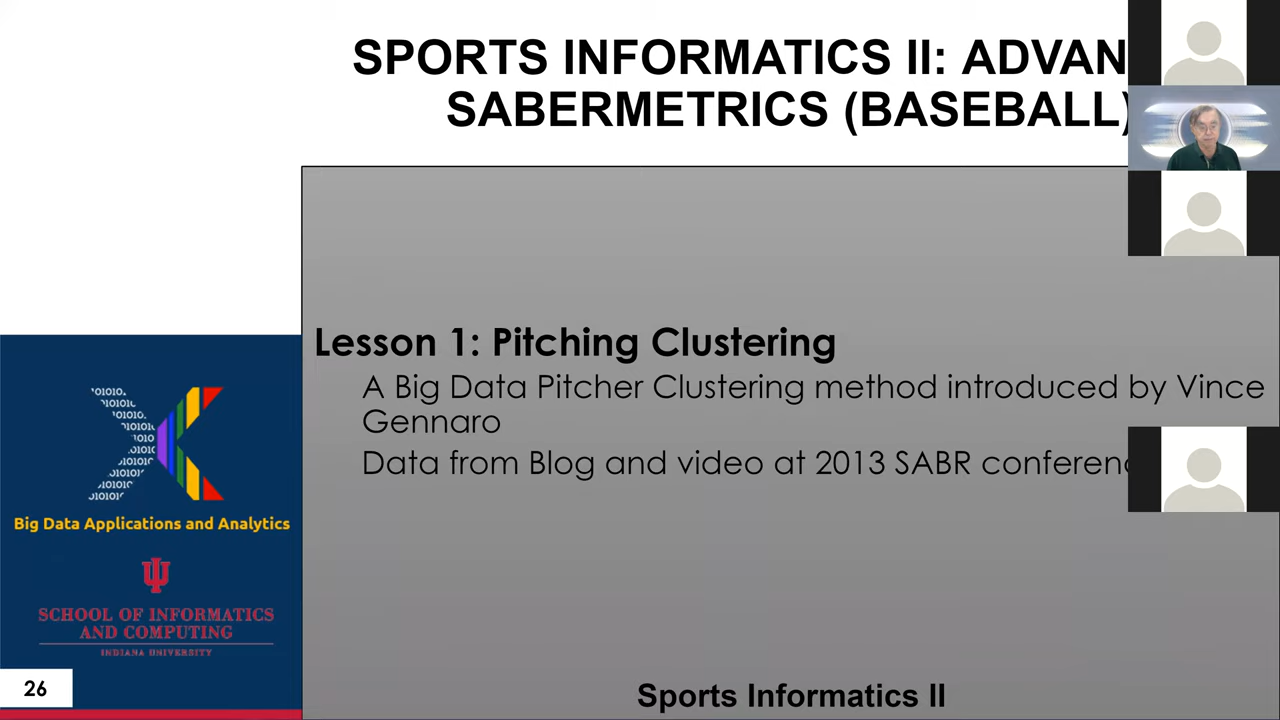 SPORTS INFORMATICS II: ADVAN
SABERMETRICS (BASEBALL)
Lesson 1: Pitching Clustering
A Big Data Pitcher Clustering method introduced by Vince
Gennaro
Data from Blog and video at 2013 SABR conferenc
Big Data Applications and Analytics
SCHOOL OF INFORMATICS
AND COMPUTING
INDIANA UNIVERSITY
26
Sports Informatics II